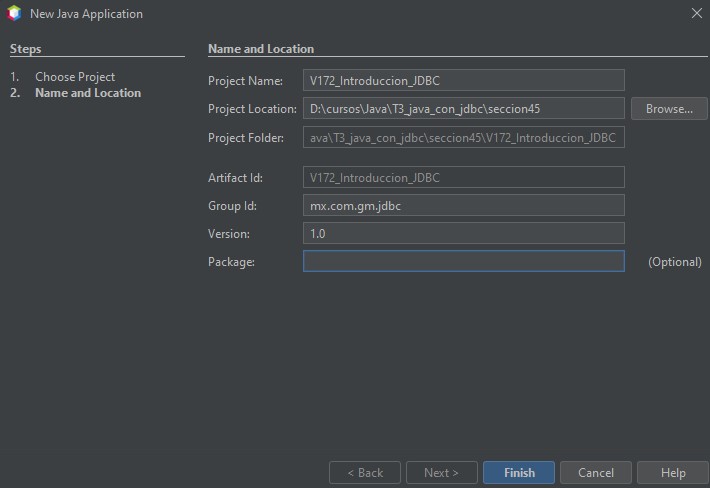 New Java Application
Steps
1. Choose Project
2. Name and Location
Name and Location
Project Name: V172_Introduccion_JDBC
Project Location: D:\cursos\Java\T3_java_con_jdbc\seccion45 Browse...
Project Folder: ava\T3_java_con_jdbc\seccion45\V172_Introduccion_JDBC
Artifact Id: V172_Introduccion_JDBC
Group Id: mx.com.gm.jdbc
Version: 1.0
Package: (Optional)
< Back Next > Finish Cancel Help